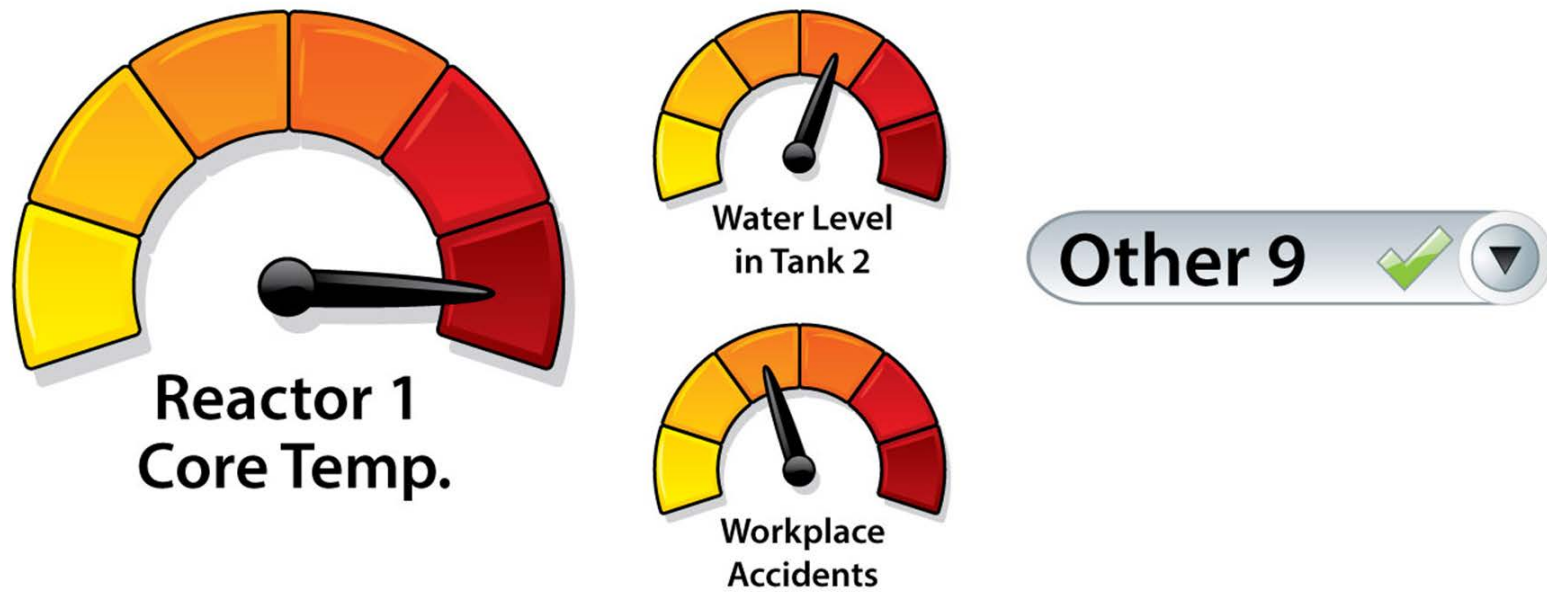 Reactor 1
Core Temp.
Water Level
in Tank 2
Workplace
Accidents
Other 9